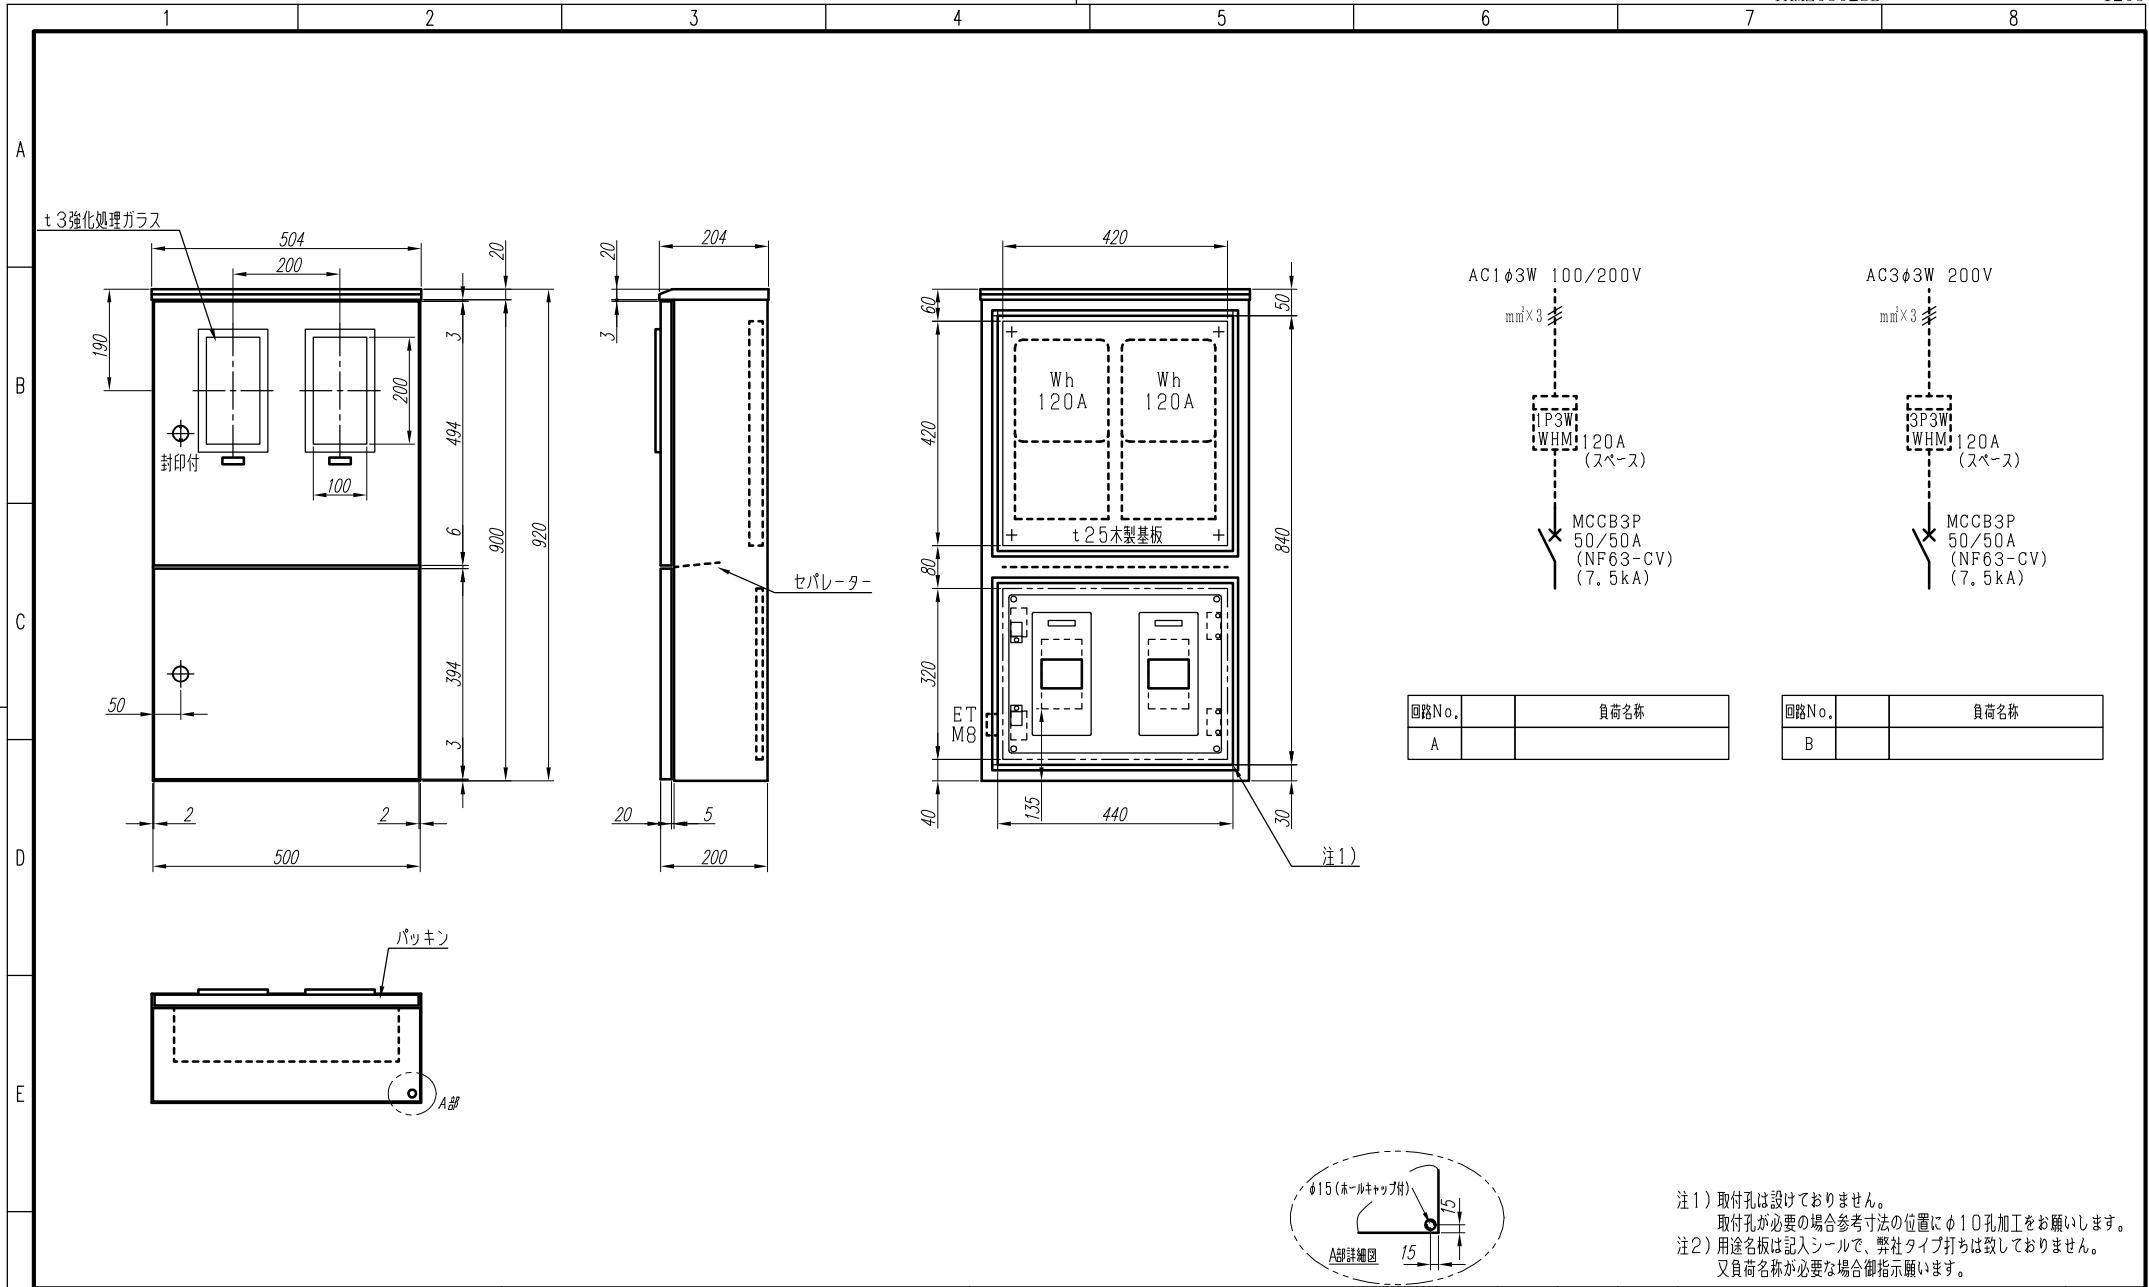 1 2 3 4 5 6 7 8
A
B
C
D
E
t3強化処理ガラス
504
200
20
190
3
200
494
封印付
100
6
900
920
50
394
3
2
2
500
20
204
3
セパレーター
20
5
200
420
60
50
Wh
120A
Wh
120A
420
840
t25木製基板
80
320
ET
M8
135
40
440
30
注1)
AC1φ3W 100/200V
mm²×3
1P3W
WHM
120A
(スペース)
MCCB3P
50/50A
(NF63-CV)
(7.5kA)
AC3φ3W 200V
mm²×3
3P3W
WHM
120A
(スペース)
MCCB3P
50/50A
(NF63-CV)
(7.5kA)
回路No. 負荷名称
A
回路No. 負荷名称
B
パッキン
A部
φ15(ホールキャップ付)
15
A部詳細図
15
注1)取付孔は設けておりません。
取付孔が必要の場合参考寸法の位置にφ10孔加工をお願いします。
注2)用途名板は記入シールで、弊社タイプ打ちは致しておりません。
又負荷名称が必要な場合御指示願います。